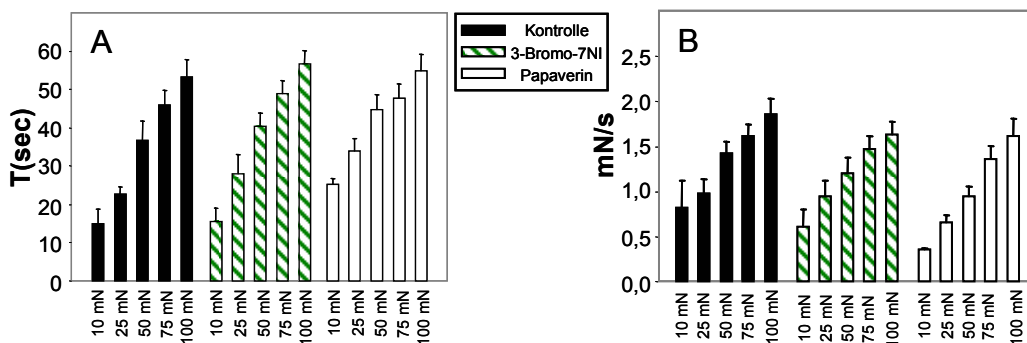 A
T(sec)
60
50
40
30
20
10
0
10 mN
25 mN
50 mN
75 mN
100 mN
10 mN
25 mN
50 mN
75 mN
100 mN
10 mN
25 mN
50 mN
75 mN
100 mN
Kontrolle
3-Bromo-7NI
Papaverin
B
mN/s
2,5
2,0
1,5
1,0
0,5
0,0
10 mN
25 mN
50 mN
75 mN
100 mN
10 mN
25 mN
50 mN
75 mN
100 mN
10 mN
25 mN
50 mN
75 mN
100 mN